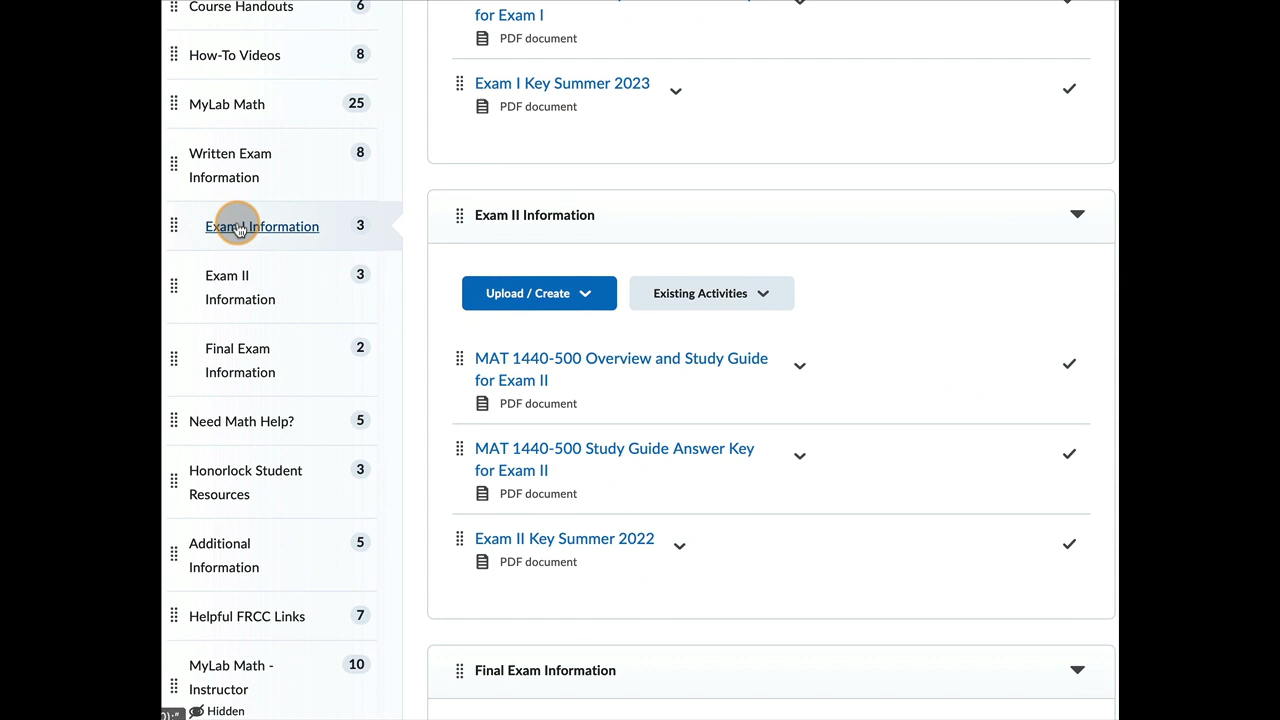 Course Handouts
6
How-To Videos
8
MyLab Math
25
Written Exam
Information
8
Exam I Information
3
Exam II
Information
3
Final Exam
Information
2
Need Math Help?
5
Honorlock Student
Resources
3
Additional
Information
5
Helpful FRCC Links
7
MyLab Math -
Instructor
10
Hidden
for Exam I
PDF document
Exam I Key Summer 2023
PDF document
Exam II Information
Upload / Create
Existing Activities
MAT 1440-500 Overview and Study Guide
for Exam II
PDF document
MAT 1440-500 Study Guide Answer Key
for Exam II
PDF document
Exam II Key Summer 2022
PDF document
Final Exam Information